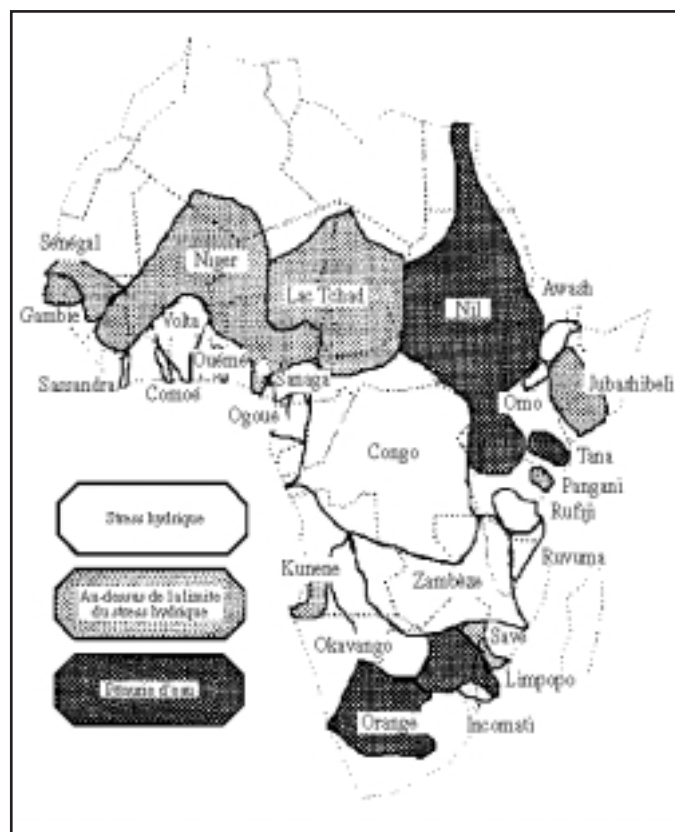 Sénégal
Niger
Lac Tchad
Nil
Awash
Gambie
Volta
Ouémé
Sanaga
Omo
Jubashibeli
Sassandra
Comoé
Ogoué
Congo
Tana
Pangani
Rufiji
Stress hydrique
Ruvuma
Kunene
Zambèze
Au-dessus de la limite
du stress hydrique
Okavango
Save
Limpopo
Pénurie d'eau
Orange
Incomati